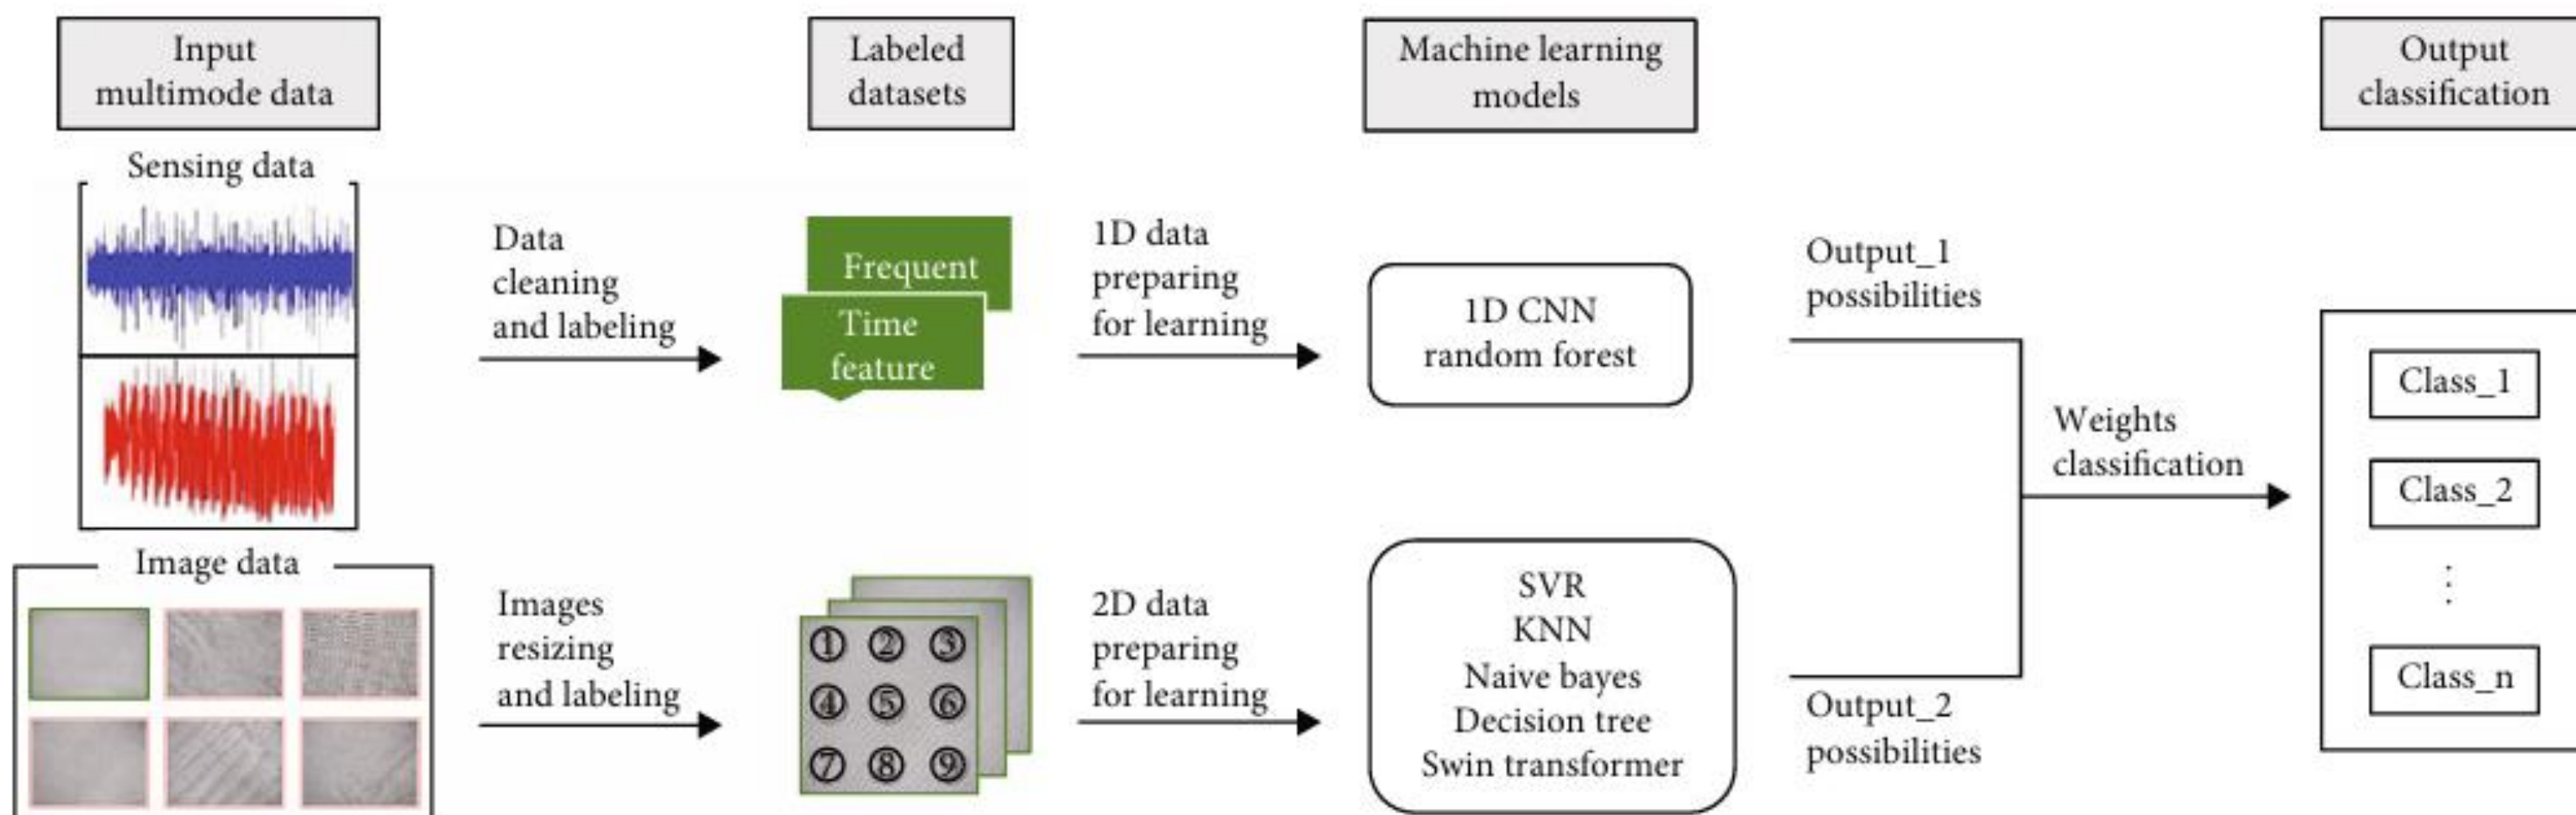 Input
multimode data
Labeled
datasets
Machine learning
models
Output
classification
Sensing data
Data
cleaning
and labeling
Frequent
Time
feature
1D data
preparing
for learning
1D CNN
random forest
Output_1
possibilities
Weights
classification
Class_1
Class_2
⋮
Class_n
Image data
Images
resizing
and labeling
① ② ③
④ ⑤ ⑥
⑦ ⑧ ⑨
2D data
preparing
for learning
SVR
KNN
Naive bayes
Decision tree
Swin transformer
Output_2
possibilities